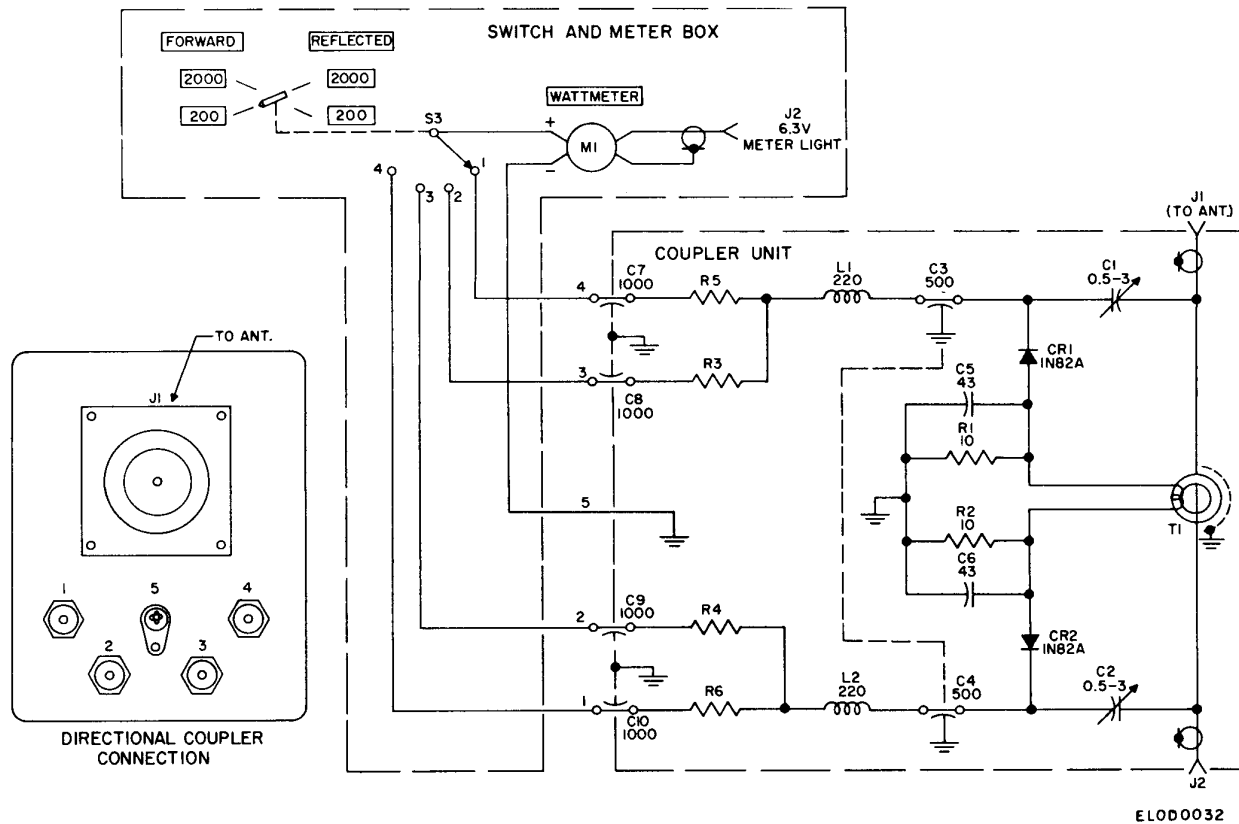 SWITCH AND METER BOX
FORWARD
REFLECTED
2000
2000
200
200
WATTMETER
S3
+
M1
-
J2
6.3V
METER LIGHT
4
3
2
1
J1
(TO ANT.)
COUPLER UNIT
4
C7
1000
R5
L1
220
C3
500
C1
0.5-3
3
C8
1000
R3
CR1
IN82A
C5
43
R1
10
R2
10
C6
43
T1
5
2
C9
1000
R4
CR2
IN82A
1
C10
1000
R6
L2
220
C4
500
C2
0.5-3
J2
TO ANT.
J1
1
5
4
2
3
DIRECTIONAL COUPLER
CONNECTION
ELOD0032